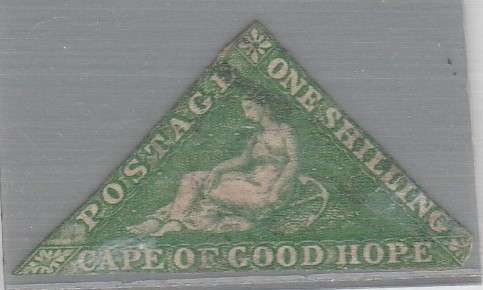 POSTAGE
ONE SHILLING
CAPE OF GOOD HOPE